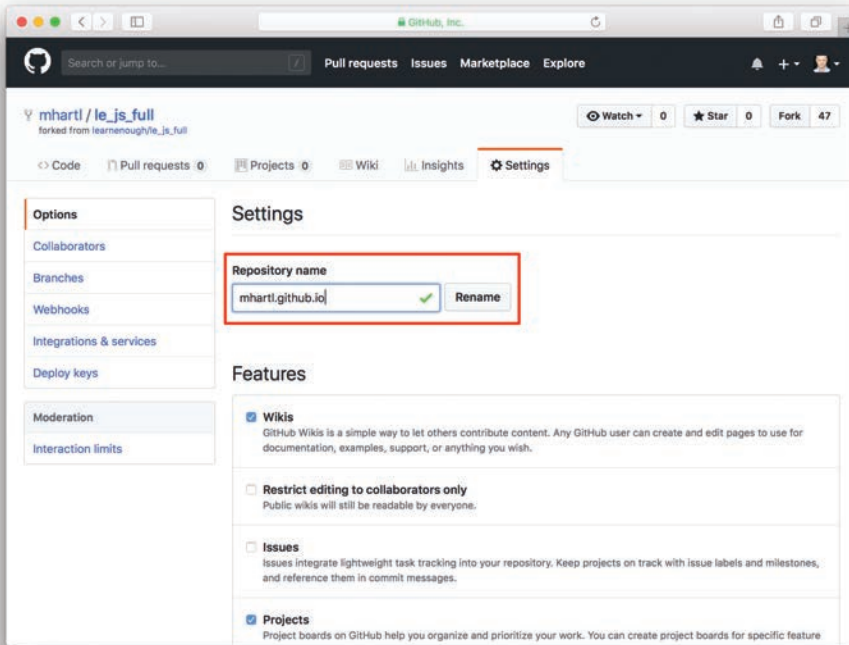 GitHub, Inc.
Search or jump to...
/
Pull requests Issues Marketplace Explore
mhartl / le_js_full
forked from learnenough/le_js_full
Watch 0 Star 0 Fork 47
Code Pull requests 0 Projects 0 Wiki Insights Settings
Options
Collaborators
Branches
Webhooks
Integrations & services
Deploy keys
Moderation
Interaction limits
Settings
Repository name
mhartl.github.io
Rename
Features
Wikis
GitHub Wikis is a simple way to let others contribute content. Any GitHub user can create and edit pages to use for
documentation, examples, support, or anything you wish.
Restrict editing to collaborators only
Public wikis will still be readable by everyone.
Issues
Issues integrate lightweight task tracking into your repository. Keep projects on track with issue labels and milestones,
and reference them in commit messages.
Projects
Project boards on GitHub help you organize and prioritize your work. You can create project boards for specific feature